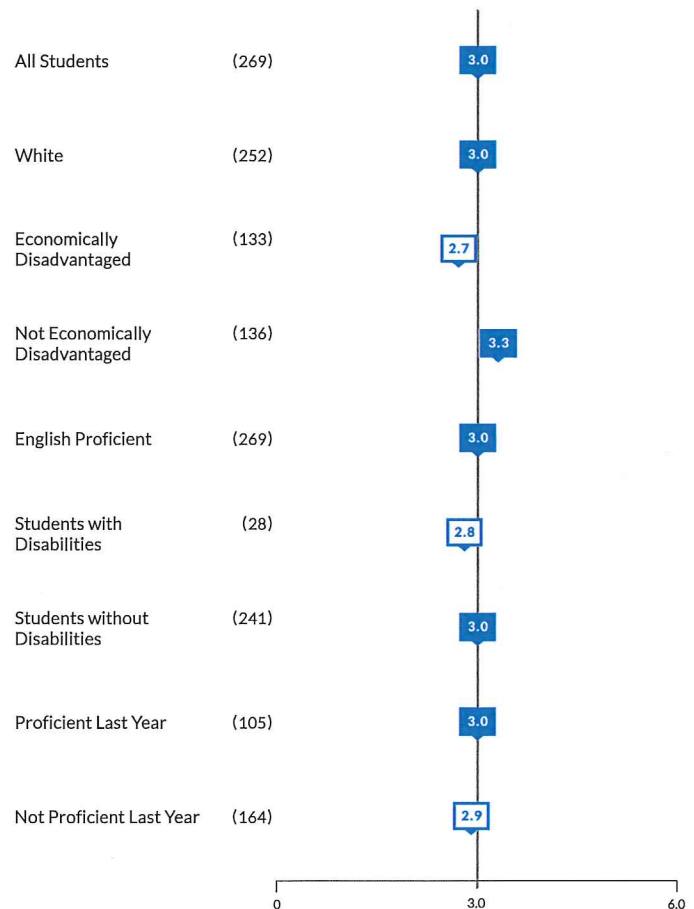 All Students (269) 3.0
White (252) 3.0
Economically (133) 2.7
Disadvantaged
Not Economically (136) 3.3
Disadvantaged
English Proficient (269) 3.0
Students with (28) 2.8
Disabilities
Students without (241) 3.0
Disabilities
Proficient Last Year (105) 3.0
Not Proficient Last Year (164) 2.9
0 3.0 6.0